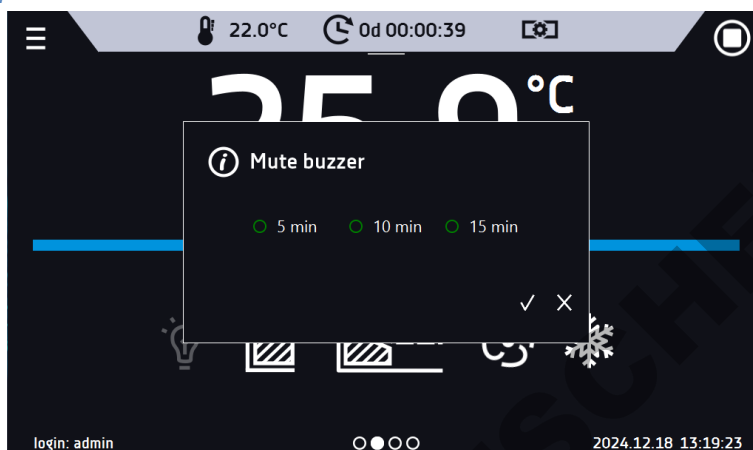 22.0°C 0d 00:00:39
°C
Mute buzzer
5 min 10 min 15 min
login: admin 2024.12.18 13:19:23